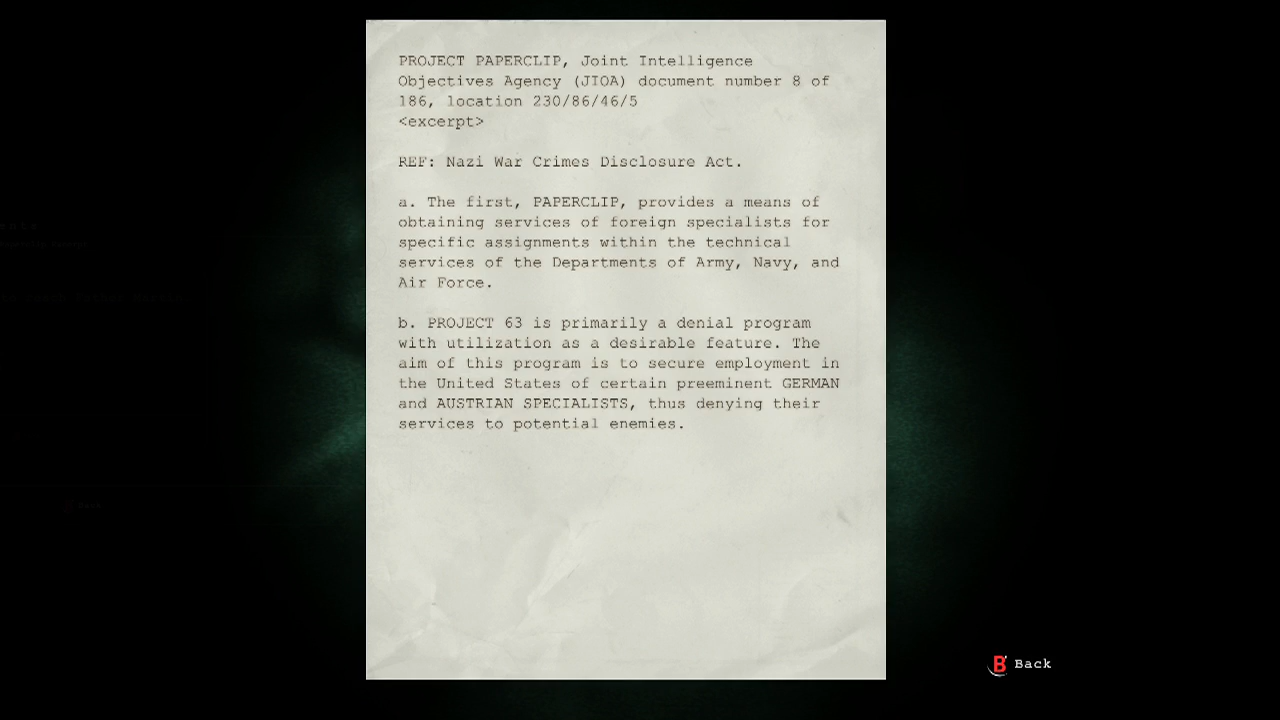 PROJECT PAPERCLIP, Joint Intelligence
Objectives Agency (JIOA) document number 8 of
186, location 230/86/46/5
<excerpt>
REF: Nazi War Crimes Disclosure Act.
a. The first, PAPERCLIP, provides a means of
obtaining services of foreign specialists for
specific assignments within the technical
services of the Departments of Army, Navy, and
Air Force.
b. PROJECT 63 is primarily a denial program
with utilization as a desirable feature. The
aim of this program is to secure employment in
the United States of certain preeminent GERMAN
and AUSTRIAN SPECIALISTS, thus denying their
services to potential enemies.
B Back